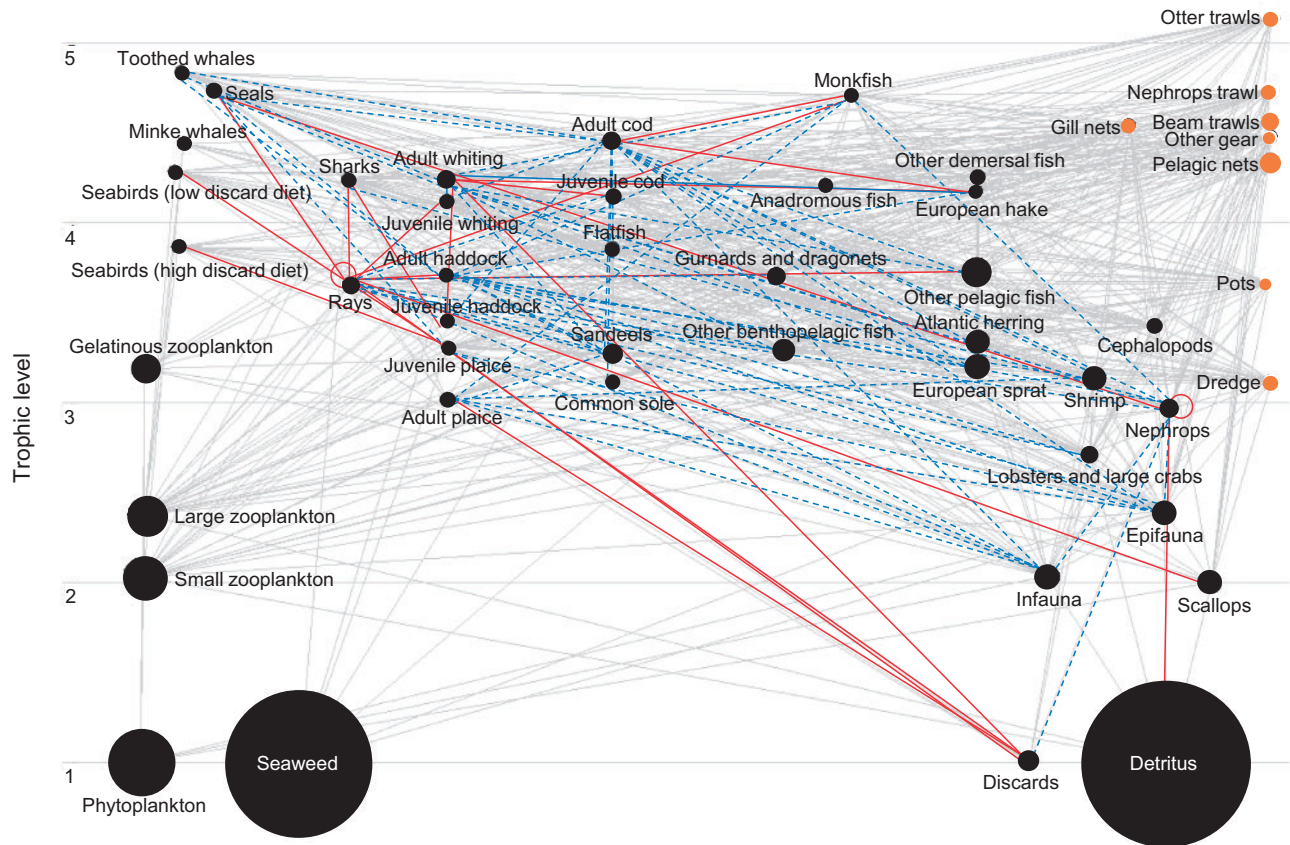 Otter trawls
5
Toothed whales
Monkfish
Seals
Nephrops trawl
Minke whales
Adult cod
Gill nets
Beam trawls
Other gear
Sharks
Adult whiting
Other demersal fish
Pelagic nets
Seabirds (low discard diet)
Juvenile cod
Anadromous fish
European hake
4
Juvenile whiting
Flatfish
Seabirds (high discard diet)
Adult haddock
Gurnards and dragonets
Rays
Other pelagic fish
Pots
Juvenile haddock
Atlantic herring
Gelatinous zooplankton
Sandeels
Other benthopelagic fish
Cephalopods
Juvenile plaice
European sprat
Shrimp
Dredge
3
Adult plaice
Common sole
Nephrops
Trophic level
Lobsters and large crabs
Large zooplankton
Epifauna
Small zooplankton
2
Infauna
Scallops
Seaweed
Detritus
1
Discards
Phytoplankton